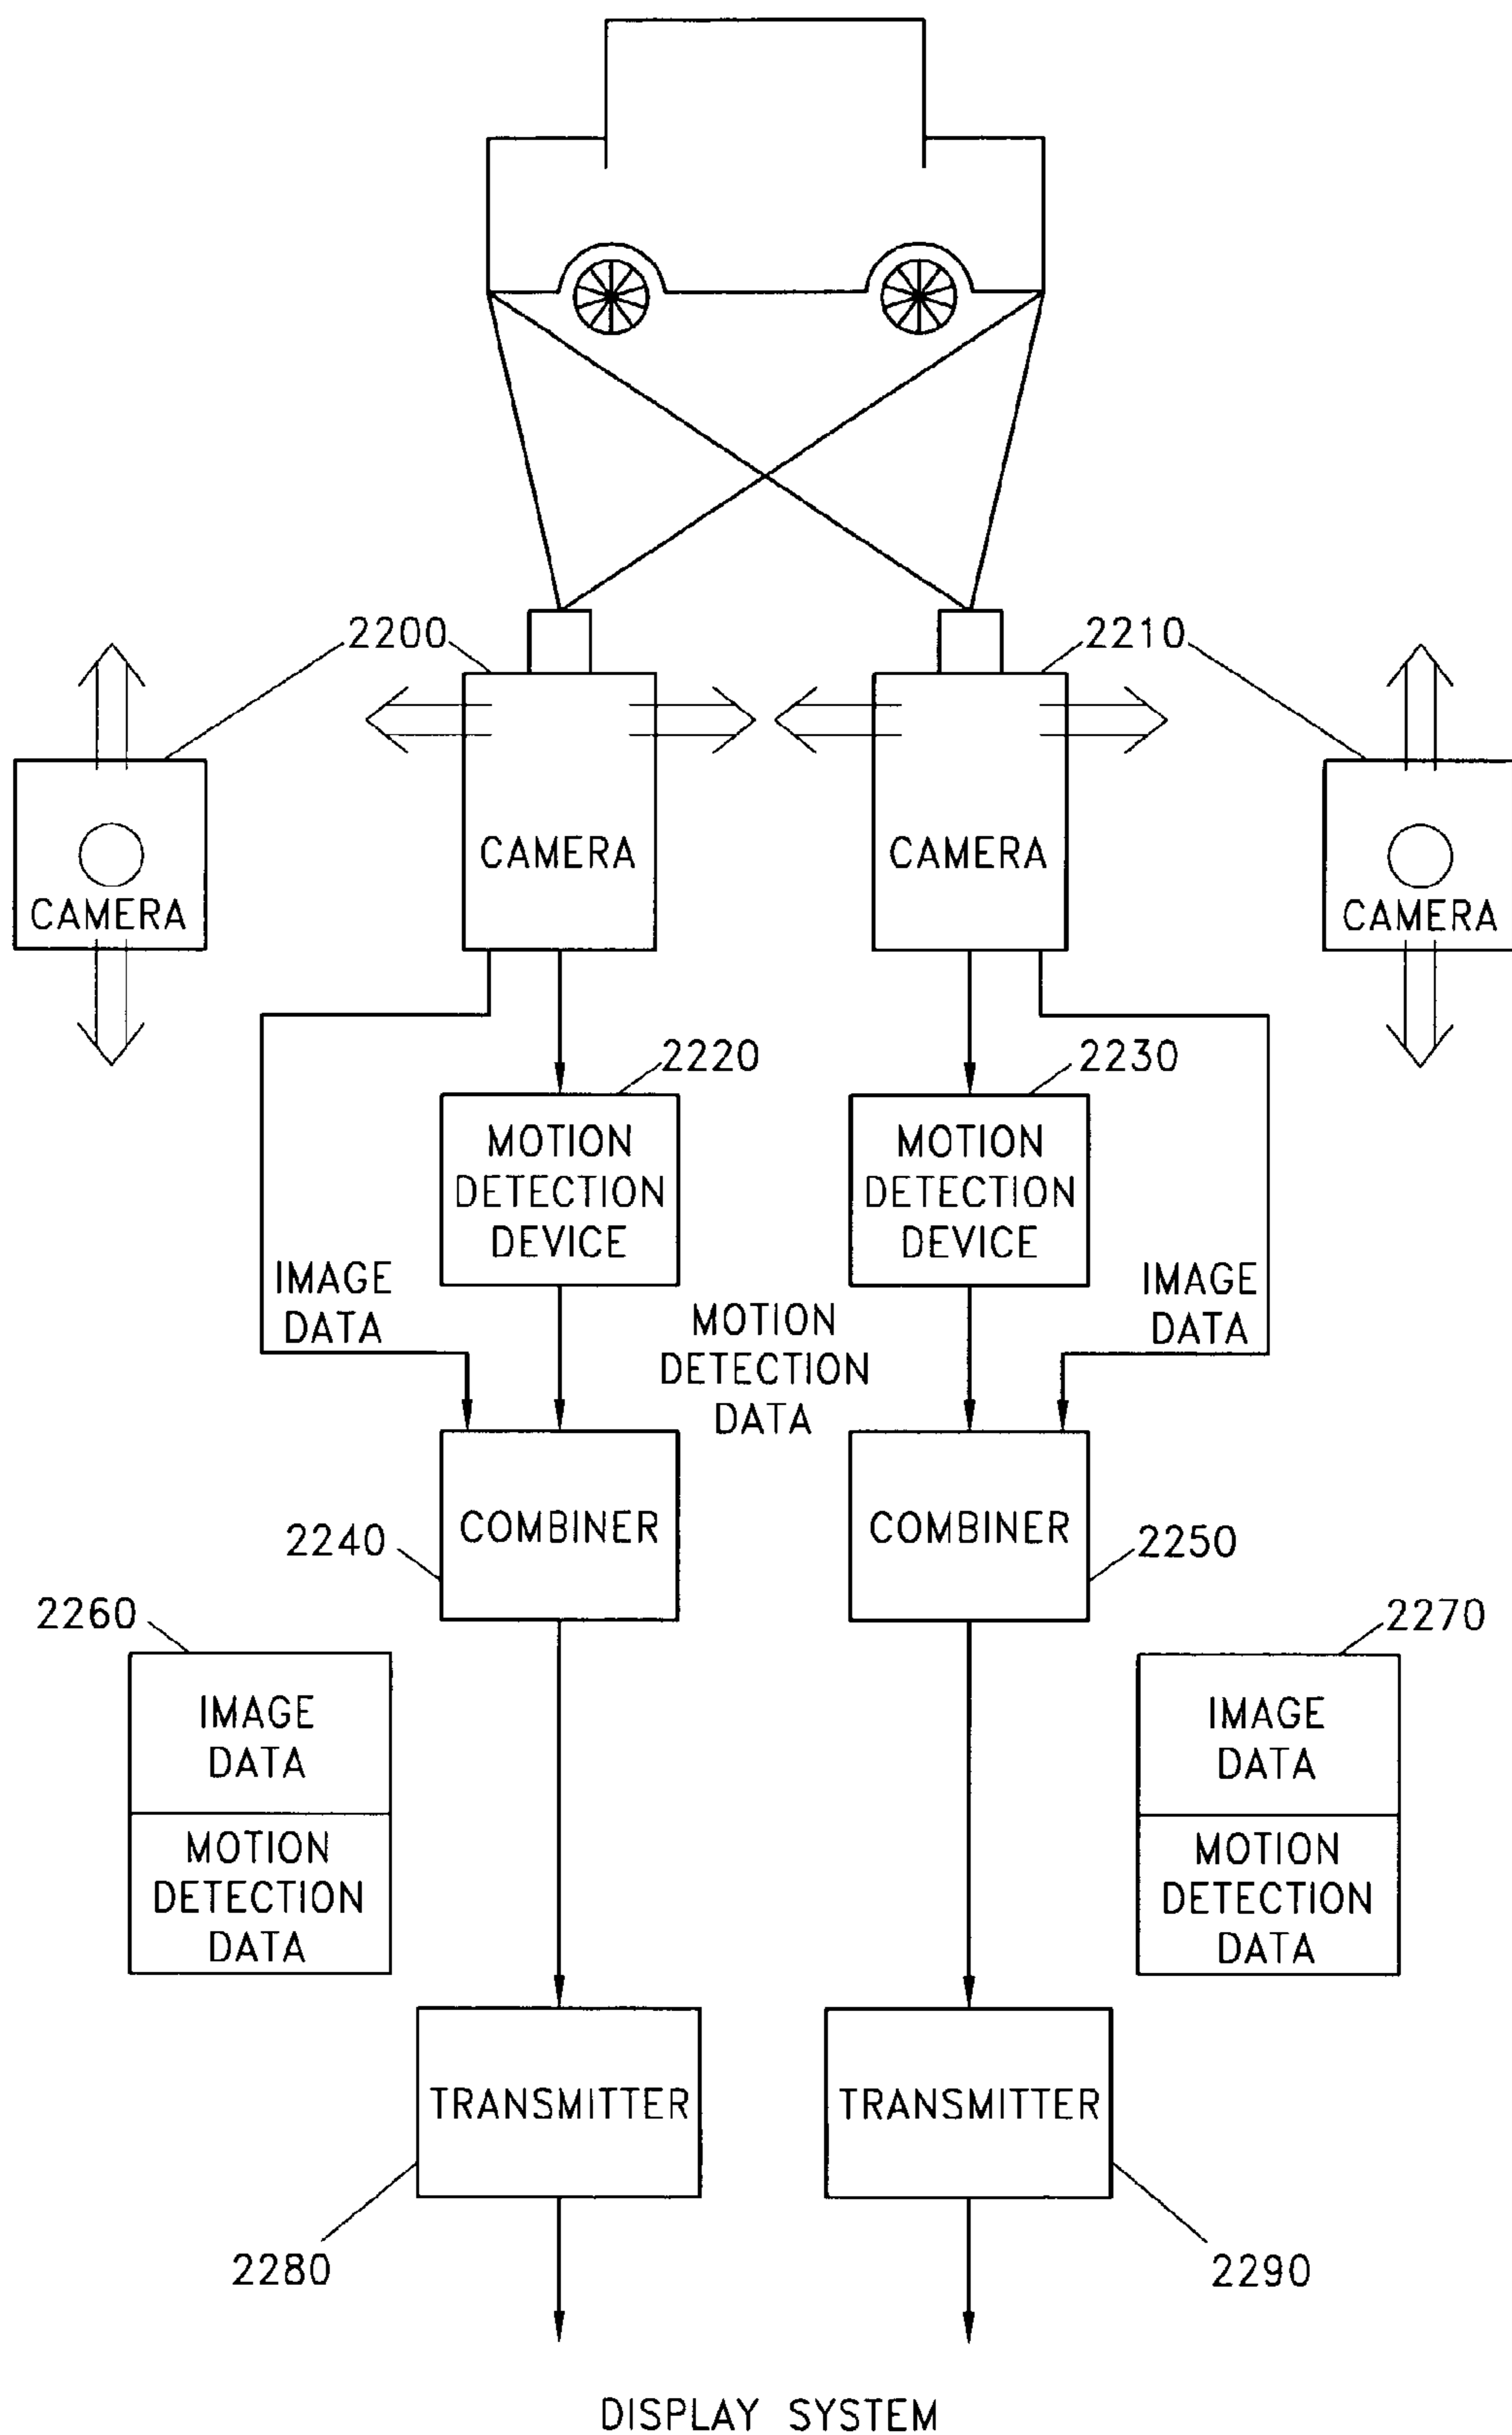 2200
2210
CAMERA
CAMERA
CAMERA
CAMERA
2220
2230
MOTION
DETECTION
DEVICE
MOTION
DETECTION
DEVICE
IMAGE
DATA
MOTION
DETECTION
DATA
IMAGE
DATA
2240
COMBINER
COMBINER
2250
2260
IMAGE
DATA
MOTION
DETECTION
DATA
2270
IMAGE
DATA
MOTION
DETECTION
DATA
TRANSMITTER
TRANSMITTER
2280
2290
DISPLAY SYSTEM